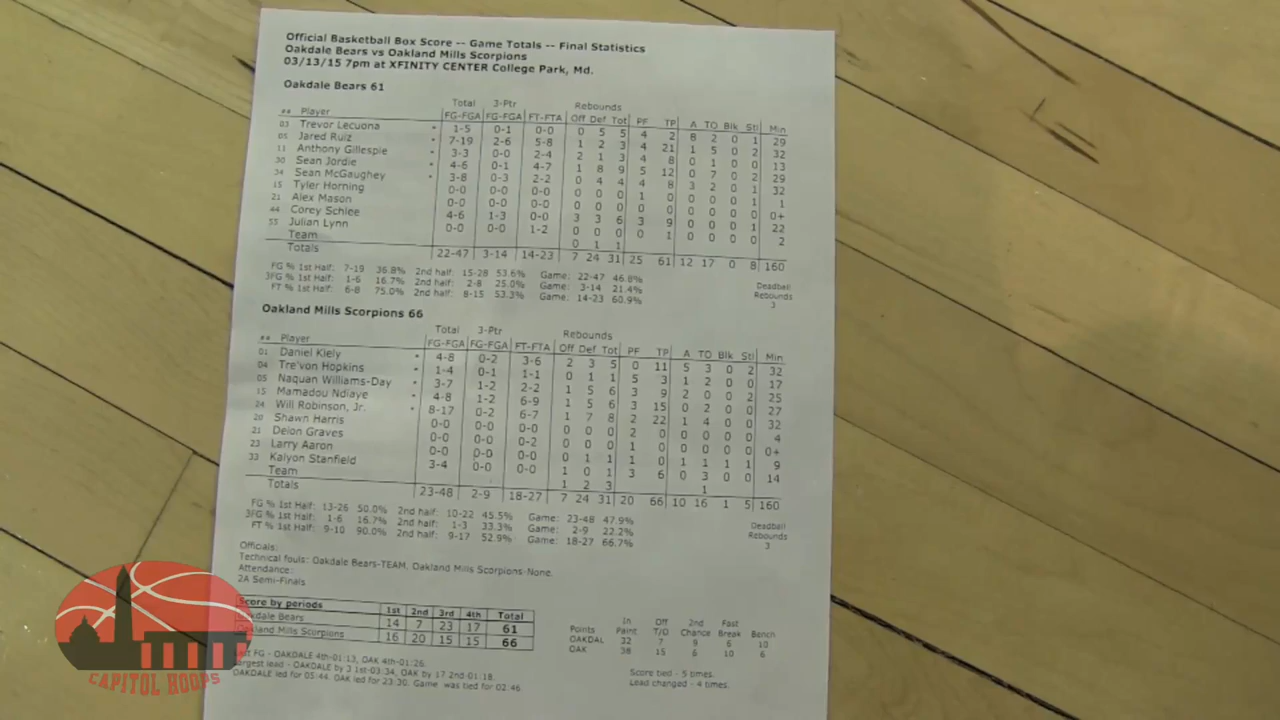 Official Basketball Box Score -- Game Totals -- Final Statistics
Oakdale Bears vs Oakland Mills Scorpions
03/13/15 7pm at XFINITY CENTER College Park, Md.
Oakdale Bears 61
Total 3-Ptr Rebounds
## Player FG-FGA FG-FGA FT-FTA Off Def Tot PF TP A TO Blk Stl Min
03 Trevor Lecuona * 1-5 0-1 0-0 0 5 5 4 2 8 2 0 1 29
05 Jared Ruiz * 7-19 2-6 5-8 1 2 3 4 21 1 5 0 2 32
11 Anthony Gillespie * 3-3 0-0 2-4 2 1 3 4 8 0 1 0 0 13
30 Sean Jordie * 4-6 0-1 4-7 1 8 9 5 12 0 7 0 2 29
34 Sean McGaughey * 3-8 0-3 2-2 0 4 4 4 8 3 2 0 1 32
15 Tyler Horning 0-0 0-0 0-0 0 0 0 1 0 0 0 0 1 1
21 Alex Mason 0-0 0-0 0-0 0 0 0 0 0 0 0 0 0 0+
44 Corey Schlee 4-6 1-3 0-0 3 3 6 3 9 0 0 0 1 22
55 Julian Lynn 0-0 0-0 1-2 0 0 0 0 1 0 0 0 0 2
Team 0 1 1
Totals 22-47 3-14 14-23 7 24 31 25 61 12 17 0 8 160
FG % 1st Half: 7-19 36.8% 2nd half: 15-28 53.6% Game: 22-47 46.8%
3FG % 1st Half: 1-6 16.7% 2nd half: 2-8 25.0% Game: 3-14 21.4%
FT % 1st Half: 6-8 75.0% 2nd half: 8-15 53.3% Game: 14-23 60.9%
Deadball
Rebounds
3
Oakland Mills Scorpions 66
Total 3-Ptr Rebounds
## Player FG-FGA FG-FGA FT-FTA Off Def Tot PF TP A TO Blk Stl Min
01 Daniel Kiely * 4-8 0-2 3-6 2 3 5 0 11 5 3 0 2 32
04 Tre'von Hopkins * 1-4 0-1 1-1 0 1 1 5 3 1 2 0 0 17
05 Naquan Williams-Day * 3-7 1-2 2-2 1 5 6 3 9 2 0 0 2 25
15 Mamadou Ndiaye * 4-8 1-2 6-9 1 5 6 3 15 0 2 0 0 27
24 Will Robinson, Jr. * 8-17 0-2 6-7 1 7 8 2 22 1 4 0 0 32
20 Shawn Harris 0-0 0-0 0-0 0 0 0 2 0 0 0 0 0 4
21 Delon Graves 0-0 0-0 0-2 0 0 0 1 0 0 0 0 0 0+
23 Larry Aaron 0-0 0-0 0-0 0 1 1 1 0 1 1 1 1 9
33 Kalyon Stanfield 3-4 0-0 0-0 1 0 1 3 6 0 3 0 0 14
Team 1 2 3 1
Totals 23-48 2-9 18-27 7 24 31 20 66 10 16 1 5 160
FG % 1st Half: 13-26 50.0% 2nd half: 10-22 45.5% Game: 23-48 47.9%
3FG % 1st Half: 1-6 16.7% 2nd half: 1-3 33.3% Game: 2-9 22.2%
FT % 1st Half: 9-10 90.0% 2nd half: 9-17 52.9% Game: 18-27 66.7%
Deadball
Rebounds
3
Officials:
Technical fouls: Oakdale Bears-TEAM. Oakland Mills Scorpions-None.
Attendance:
2A Semi-Finals
Score by periods 1st 2nd 3rd 4th Total
Oakdale Bears 14 7 23 17 61
Oakland Mills Scorpions 16 20 15 15 66
In Off 2nd Fast
Points Paint T/O Chance Break Bench
OAKDAL 32 7 9 6 10
OAK 38 15 6 10 6
Last FG - OAKDALE 4th-01:13, OAK 4th-01:26.
Largest lead - OAKDALE by 3 1st-03:34, OAK by 17 2nd-01:18.
OAKDALE led for 05:44. OAK led for 23:30. Game was tied for 02:46
Score tied - 5 times.
Lead changed - 4 times.
CAPITOL HOOPS